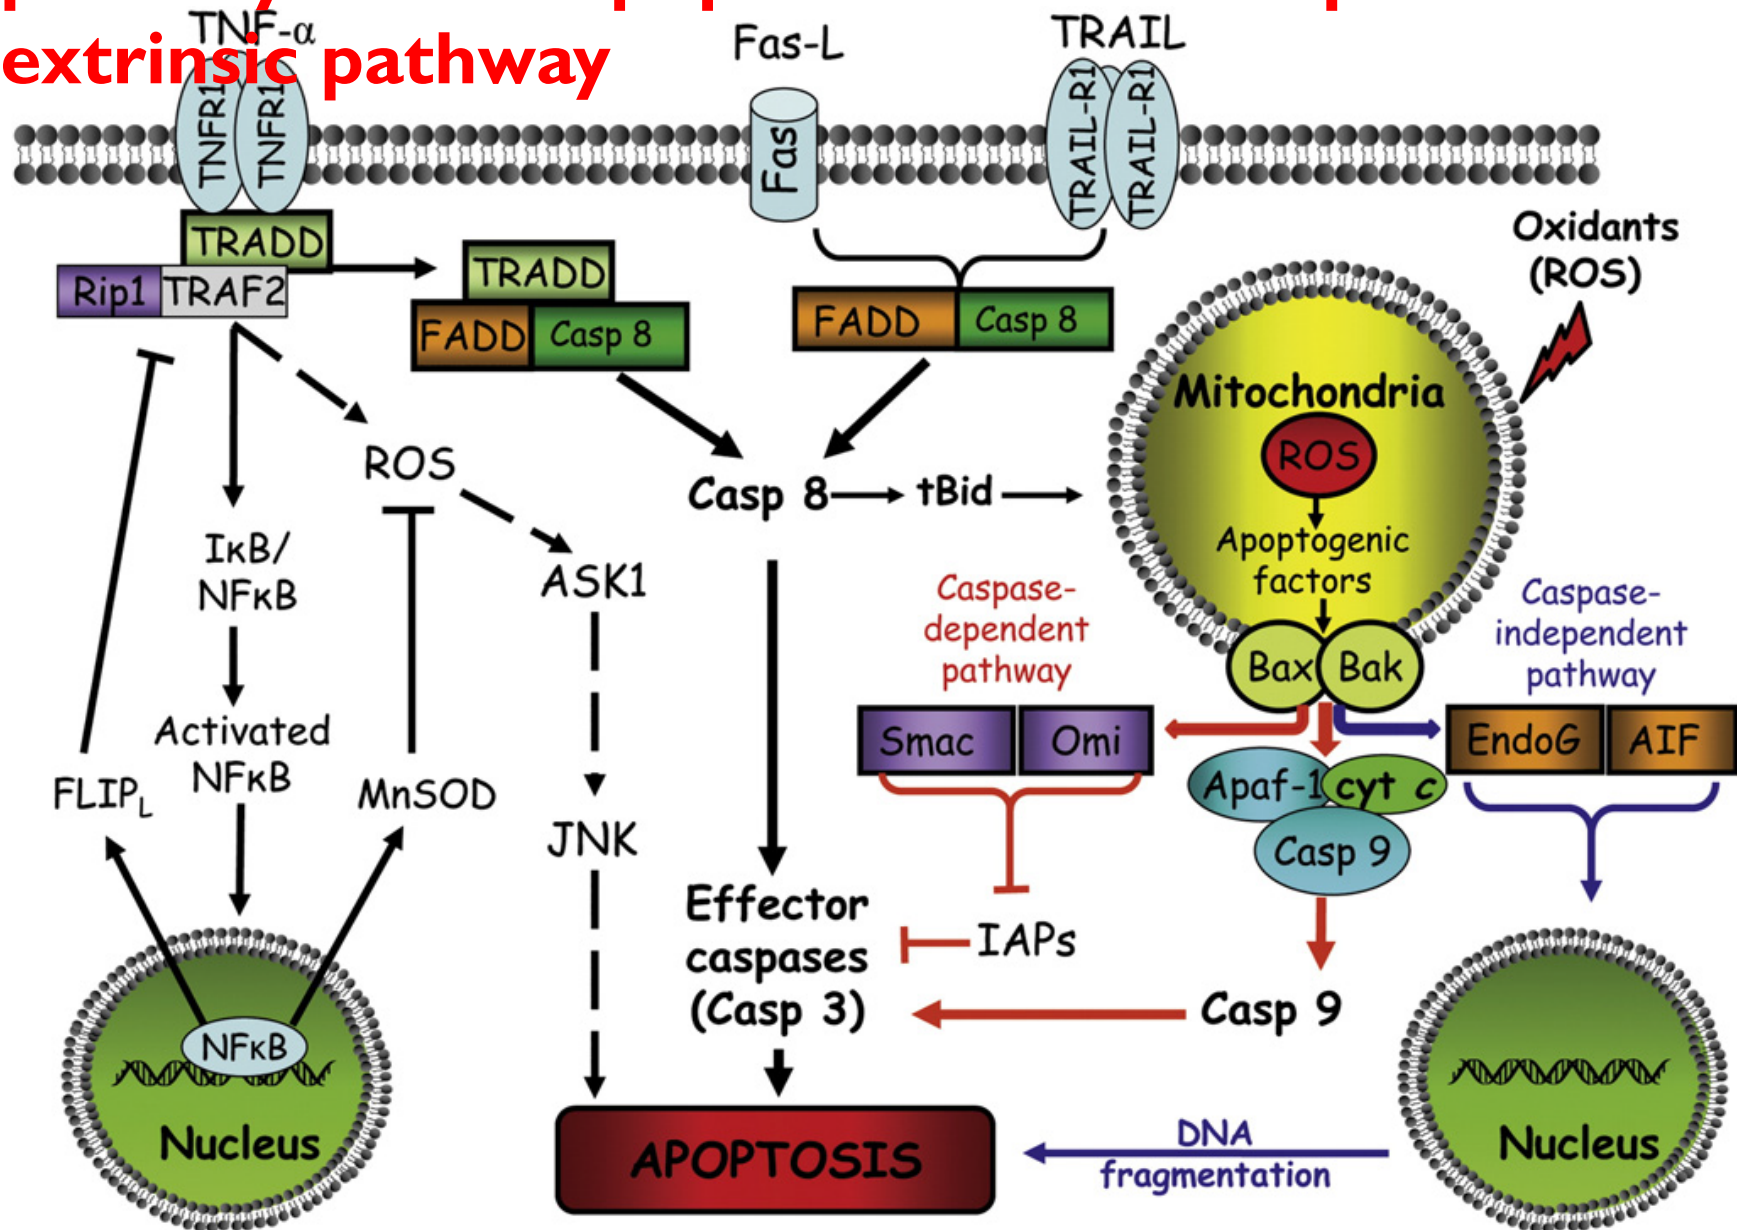 extrinsic pathway
TNF-α
Fas-L
TRAIL
TNFR1
TNFR1
Fas
TRAIL-R1
TRAIL-R1
TRADD
Rip1
TRAF2
TRADD
FADD
Casp 8
FADD
Casp 8
Oxidants
(ROS)
Mitochondria
ROS
Apoptogenic
factors
Bax
Bak
ROS
Casp 8
tBid
IκB/
NFκB
ASK1
Caspase-
dependent
pathway
Caspase-
independent
pathway
Activated
NFκB
FLIPL
MnSOD
JNK
Smac
Omi
Apaf-1
cyt c
Casp 9
EndoG
AIF
Effector
caspases
(Casp 3)
IAPs
Casp 9
NFκB
Nucleus
APOPTOSIS
DNA
fragmentation
Nucleus